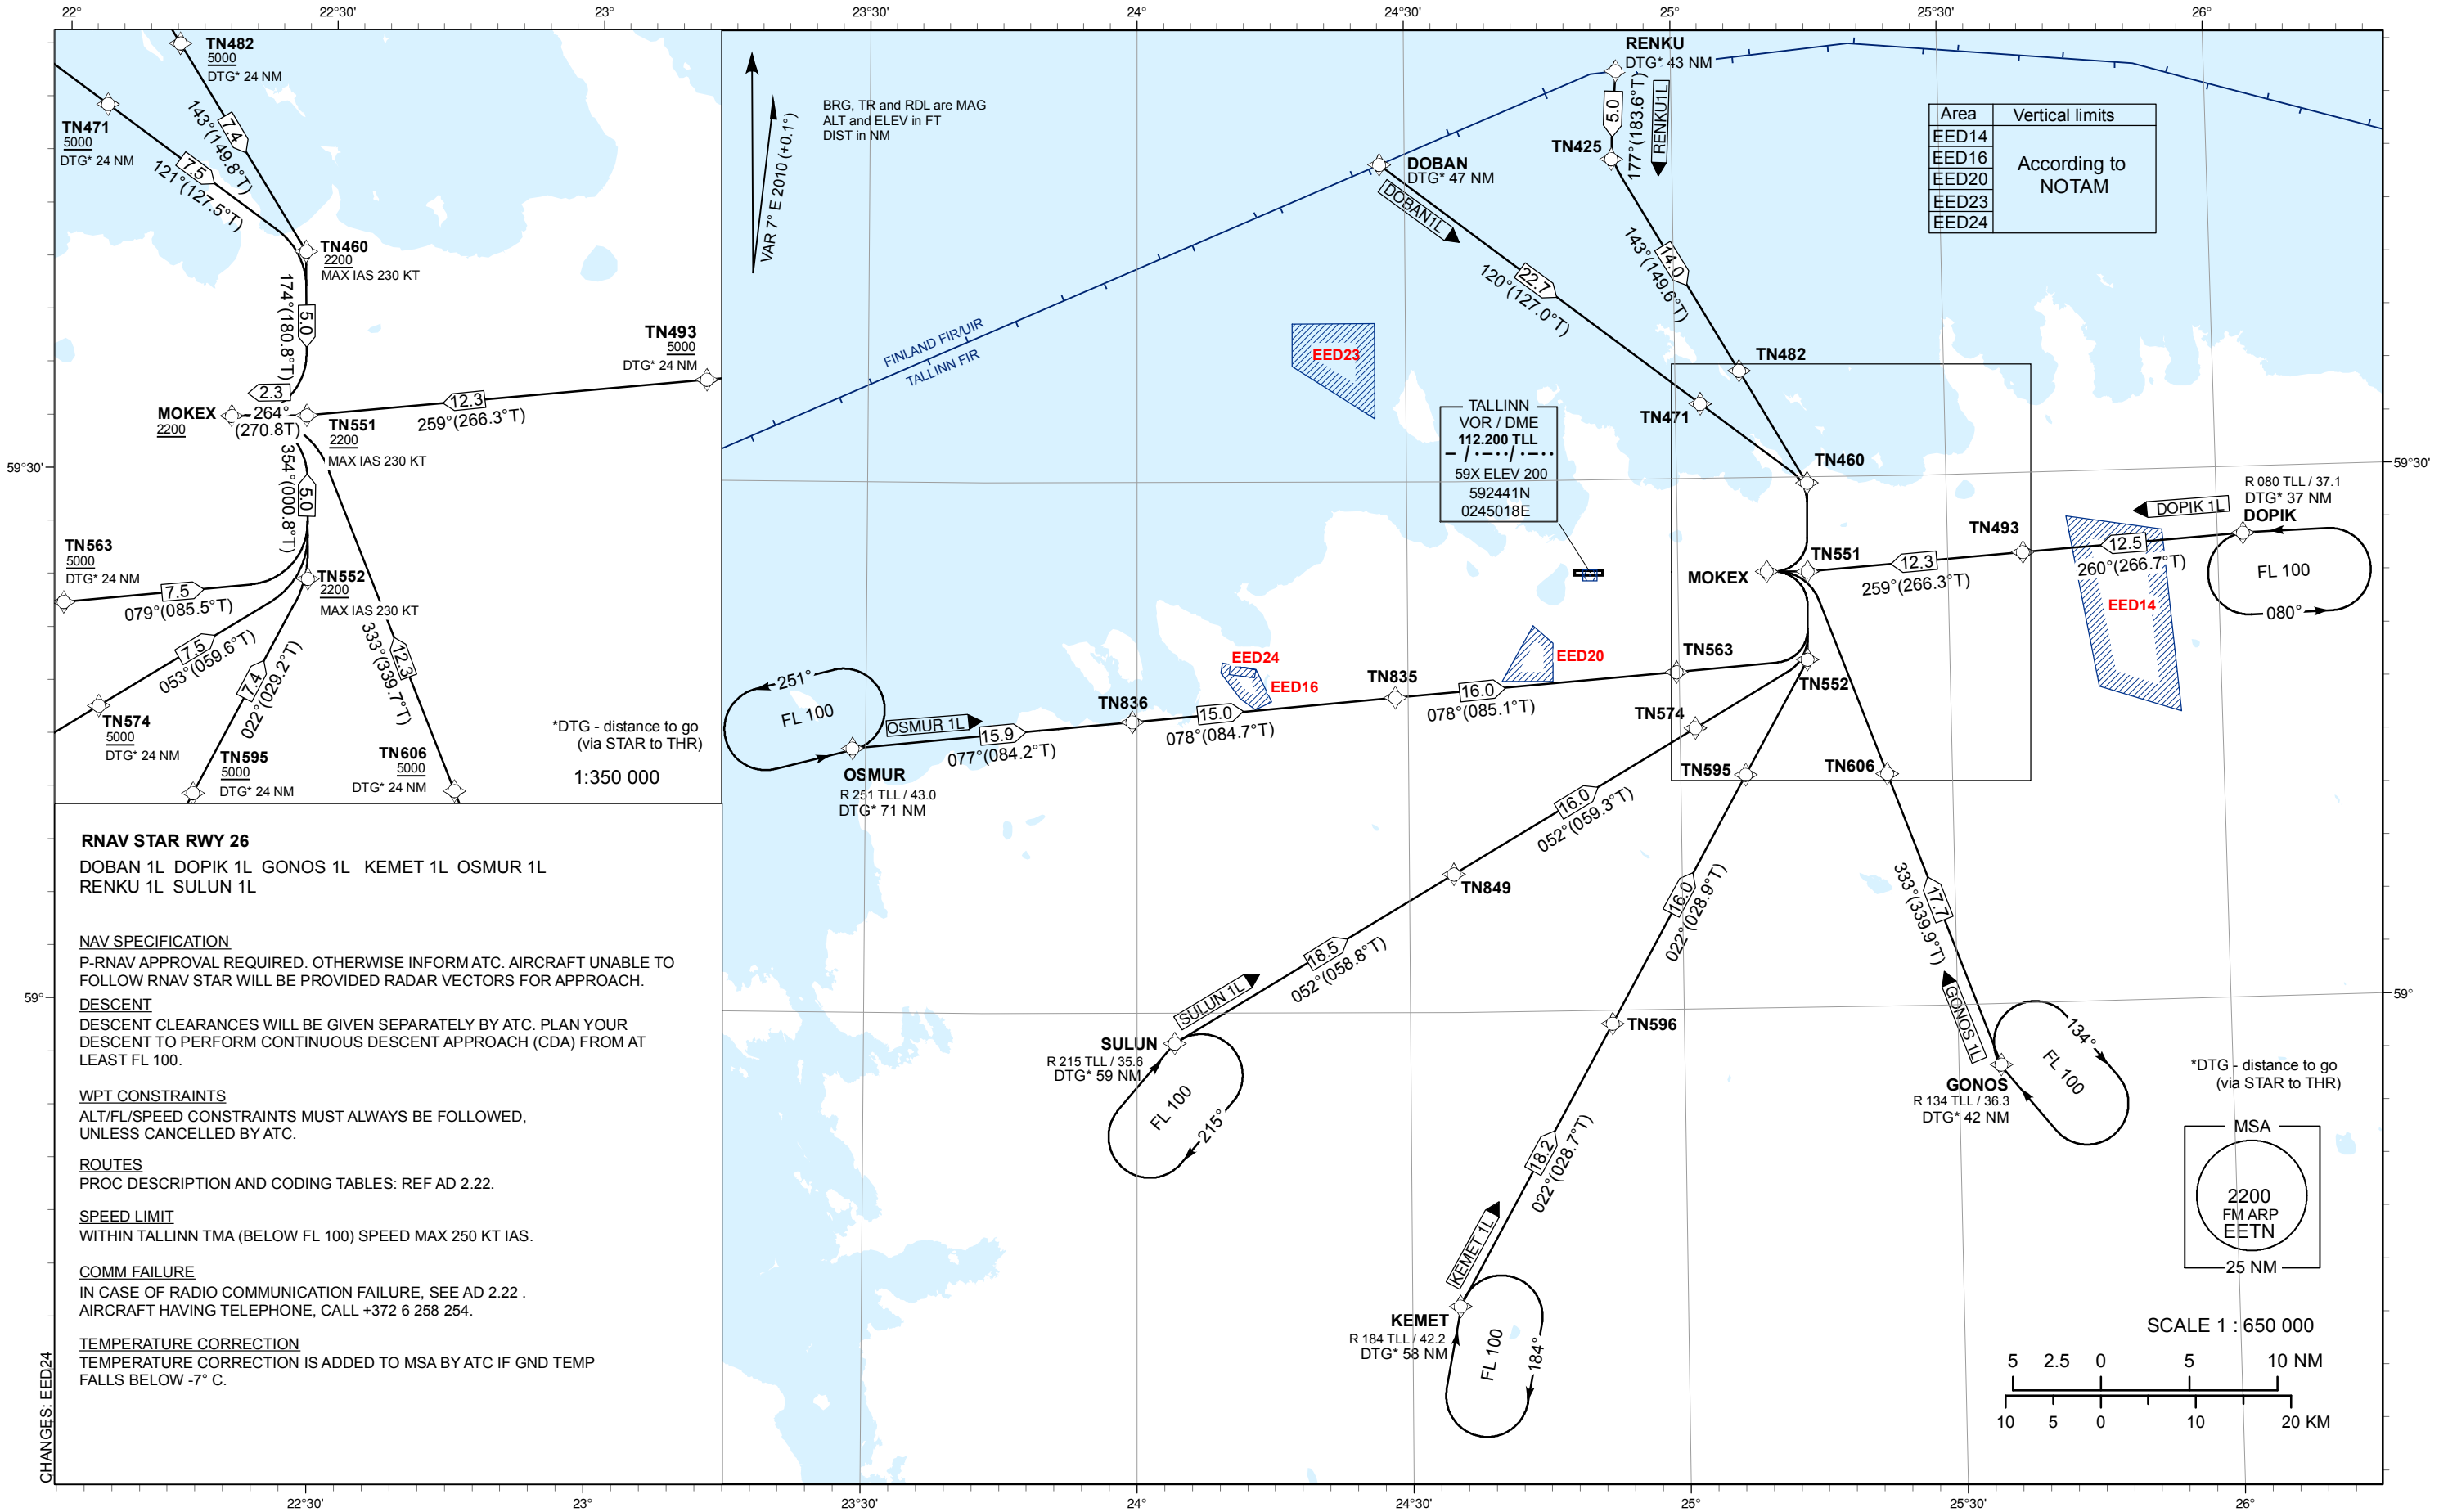 22°
22°30'
23°
23°30'
24°
24°30'
25°
25°30'
26°
TN482
5000
DTG* 24 NM
TN471
5000
DTG* 24 NM
143°(149.8°T)
7.4
7.5
121°(127.5°T)
TN460
2200
MAX IAS 230 KT
174°(180.8°T)
5.0
TN493
5000
DTG* 24 NM
2.3
MOKEX
2200
264°
(270.8T)
TN551
2200
MAX IAS 230 KT
12.3
259°(266.3°T)
354°(000.8°T)
5.0
59°30'
TN563
5000
DTG* 24 NM
7.5
079°(085.5°T)
TN552
2200
MAX IAS 230 KT
7.5
053°(059.6°T)
7.4
022°(029.2°T)
333°(339.7°T)
12.3
TN574
5000
DTG* 24 NM
TN595
5000
DTG* 24 NM
TN606
5000
DTG* 24 NM
*DTG - distance to go
(via STAR to THR)
1:350 000
RNAV STAR RWY 26
DOBAN 1L DOPIK 1L GONOS 1L KEMET 1L OSMUR 1L
RENKU 1L SULUN 1L
NAV SPECIFICATION
P-RNAV APPROVAL REQUIRED. OTHERWISE INFORM ATC. AIRCRAFT UNABLE TO
FOLLOW RNAV STAR WILL BE PROVIDED RADAR VECTORS FOR APPROACH.
DESCENT
DESCENT CLEARANCES WILL BE GIVEN SEPARATELY BY ATC. PLAN YOUR
DESCENT TO PERFORM CONTINUOUS DESCENT APPROACH (CDA) FROM AT
LEAST FL 100.
WPT CONSTRAINTS
ALT/FL/SPEED CONSTRAINTS MUST ALWAYS BE FOLLOWED,
UNLESS CANCELLED BY ATC.
ROUTES
PROC DESCRIPTION AND CODING TABLES: REF AD 2.22.
SPEED LIMIT
WITHIN TALLINN TMA (BELOW FL 100) SPEED MAX 250 KT IAS.
COMM FAILURE
IN CASE OF RADIO COMMUNICATION FAILURE, SEE AD 2.22 .
AIRCRAFT HAVING TELEPHONE, CALL +372 6 258 254.
TEMPERATURE CORRECTION
TEMPERATURE CORRECTION IS ADDED TO MSA BY ATC IF GND TEMP
FALLS BELOW -7° C.
59°
CHANGES: EED24
VAR 7° E 2010 (+0.1°)
BRG, TR and RDL are MAG
ALT and ELEV in FT
DIST in NM
FINLAND FIR/UIR
TALLINN FIR
RENKU
DTG* 43 NM
5.0
177°(183.6°T)
RENKU1L
TN425
DOBAN
DTG* 47 NM
DOBAN1L
22.7
120°(127.0°T)
14.0
143°(149.6°T)
Area
Vertical limits
EED14
EED16
EED20
EED23
EED24
According to
NOTAM
EED23
TALLINN
VOR / DME
112.200 TLL
59X ELEV 200
592441N
0245018E
TN482
TN471
TN460
59°30'
R 080 TLL / 37.1
DTG* 37 NM
DOPIK
DOPIK 1L
TN493
12.5
260°(266.7°T)
FL 100
080°
EED14
TN551
MOKEX
12.3
259°(266.3°T)
TN563
TN552
EED24
EED16
EED20
251°
FL 100
OSMUR 1L
OSMUR
R 251 TLL / 43.0
DTG* 71 NM
15.9
077°(084.2°T)
TN836
15.0
078°(084.7°T)
TN835
16.0
078°(085.1°T)
TN574
TN595
TN606
16.0
052°(059.3°T)
TN849
18.5
052°(058.8°T)
SULUN 1L
SULUN
R 215 TLL / 35.6
DTG* 59 NM
FL 100
215°
16.0
022°(028.9°T)
TN596
18.2
022°(028.7°T)
KEMET 1L
KEMET
R 184 TLL / 42.2
DTG* 58 NM
FL 100
184°
17.7
333°(339.9°T)
GONOS 1L
GONOS
R 134 TLL / 36.3
DTG* 42 NM
134°
FL 100
59°
*DTG - distance to go
(via STAR to THR)
MSA
2200
FM ARP
EETN
25 NM
SCALE 1 : 650 000
5 2.5 0 5 10 NM
10 5 0 10 20 KM
22°30'
23°
23°30'
24°
24°30'
25°
25°30'
26°